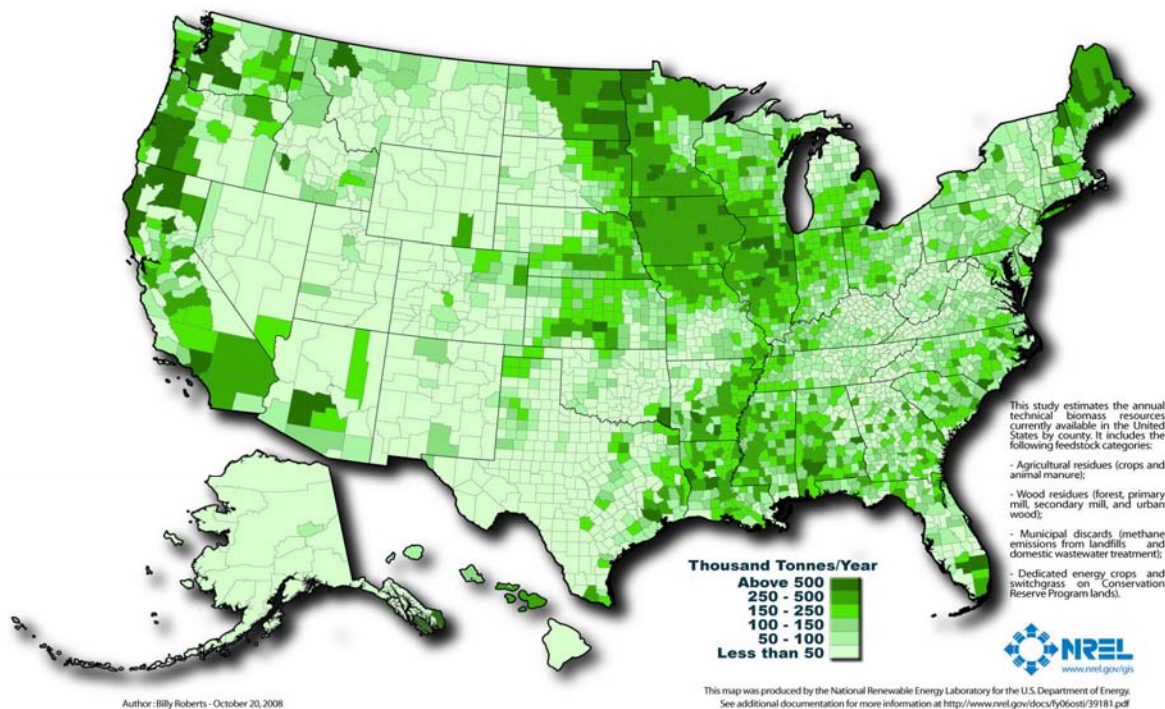 This study estimates the annual
technical biomass resources
currently available in the United
States by county. It includes the
following feedstock categories:
- Agricultural residues (crops and
animal manure);
- Wood residues (forest, primary
mill, secondary mill, and urban
wood);
- Municipal discards (methane
emissions from landfills and
domestic wastewater treatment);
- Dedicated energy crops and
switchgrass on Conservation
Reserve Program lands).
Thousand Tonnes/Year
Above 500
250 - 500
150 - 250
100 - 150
50 - 100
Less than 50
NREL
www.nrel.gov/gis
Author : Billy Roberts - October 20, 2008
This map was produced by the National Renewable Energy Laboratory for the U.S. Department of Energy.
See additional documentation for more information at http://www.nrel.gov/docs/fy06osti/39181.pdf